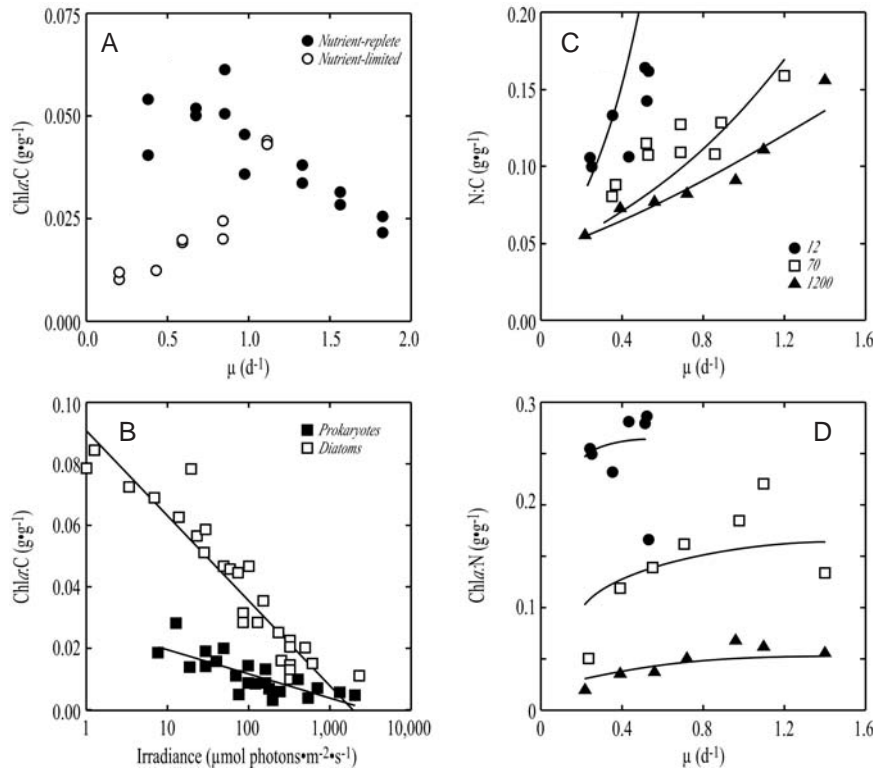 A
Nutrient-replete
Nutrient-limited
0.075
0.050
0.025
0.000
Chla:C (g•g-1)
0.0 0.5 1.0 1.5 2.0
μ (d-1)
C
0.20
0.15
0.10
0.05
0.00
N:C (g•g-1)
12
70
1200
0 0.4 0.8 1.2 1.6
μ (d-1)
B
Prokaryotes
Diatoms
0.10
0.08
0.06
0.04
0.02
0.00
Chla:C (g•g-1)
1 10 100 1,000 10,000
Irradiance (μmol photons•m-2•s-1)
D
0.3
0.2
0.1
0
Chla:N (g•g-1)
0 0.4 0.8 1.2 1.6
μ (d-1)